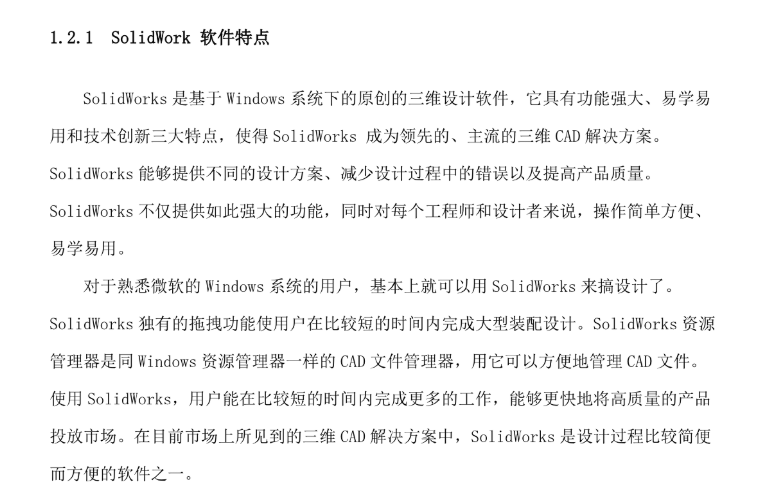 1.2.1 SolidWork 软件特点
SolidWorks 是基于 Windows 系统下的原创的三维设计软件，它具有功能强大、易学易
用和技术创新三大特点，使得 SolidWorks 成为领先的、主流的三维 CAD 解决方案。
SolidWorks 能够提供不同的设计方案、减少设计过程中的错误以及提高产品质量。
SolidWorks 不仅提供如此强大的功能，同时对每个工程师和设计者来说，操作简单方便、
易学易用。
对于熟悉微软的 Windows 系统的用户，基本上就可以用 SolidWorks 来搞设计了。
SolidWorks 独有的拖拽功能使用户在比较短的时间内完成大型装配设计。SolidWorks 资源
管理器是同 Windows 资源管理器一样的 CAD 文件管理器，用它可以方便地管理 CAD 文件。
使用 SolidWorks，用户能在比较短的时间内完成更多的工作，能够更快地将高质量的产品
投放市场。在目前市场上所见到的三维 CAD 解决方案中，SolidWorks 是设计过程比较简便
而方便的软件之一。